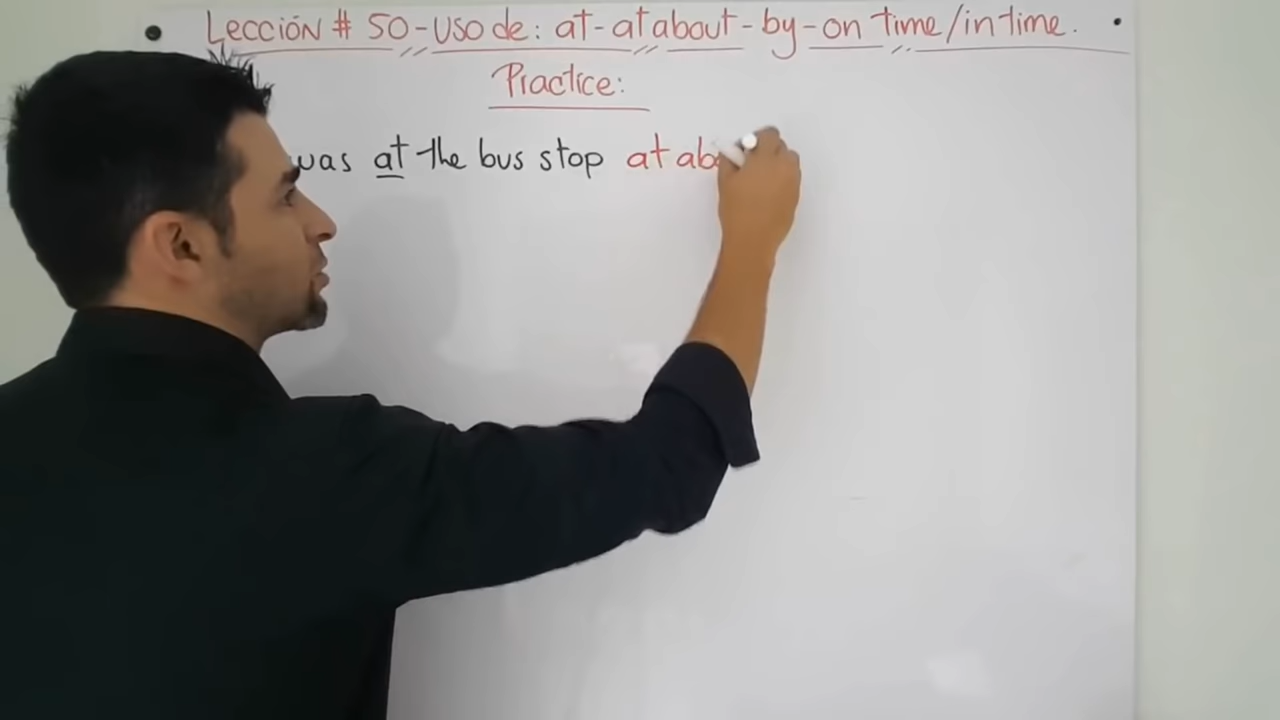 Lección # 50 - Uso de: at - at about - by - on time / in time.
Practice:
was at the bus stop at ab